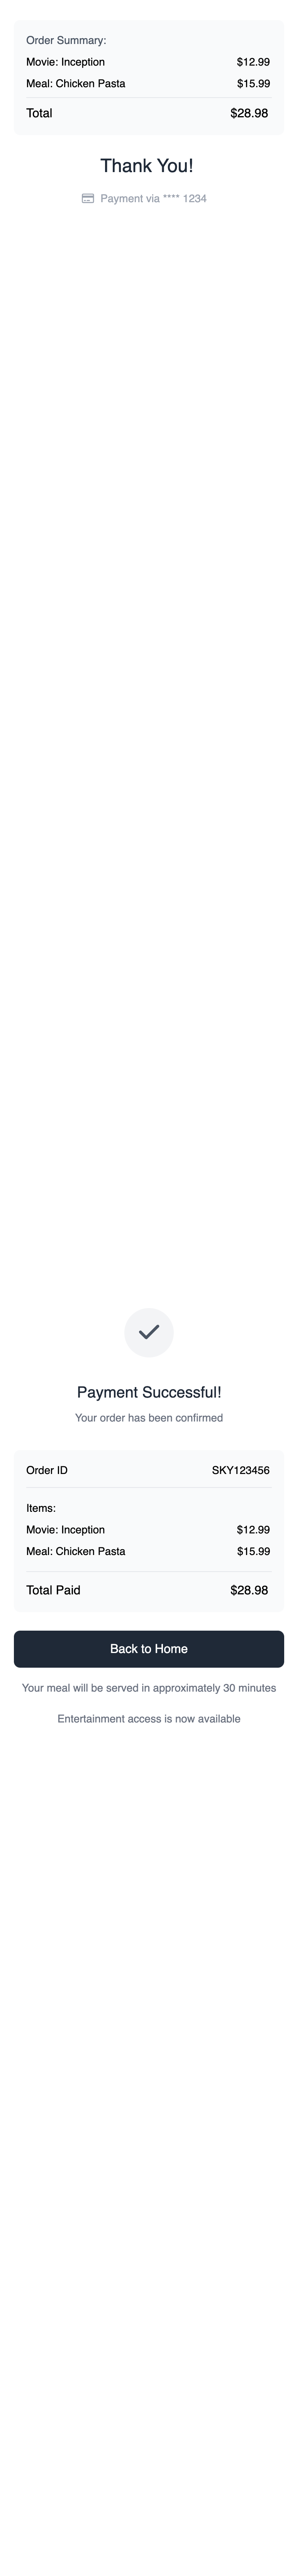 Order Summary:
Movie: Inception $12.99
Meal: Chicken Pasta $15.99
Total $28.98
Thank You!
Payment via **** 1234
Payment Successful!
Your order has been confirmed
Order ID SKY123456
Items:
Movie: Inception $12.99
Meal: Chicken Pasta $15.99
Total Paid $28.98
Back to Home
Your meal will be served in approximately 30 minutes
Entertainment access is now available